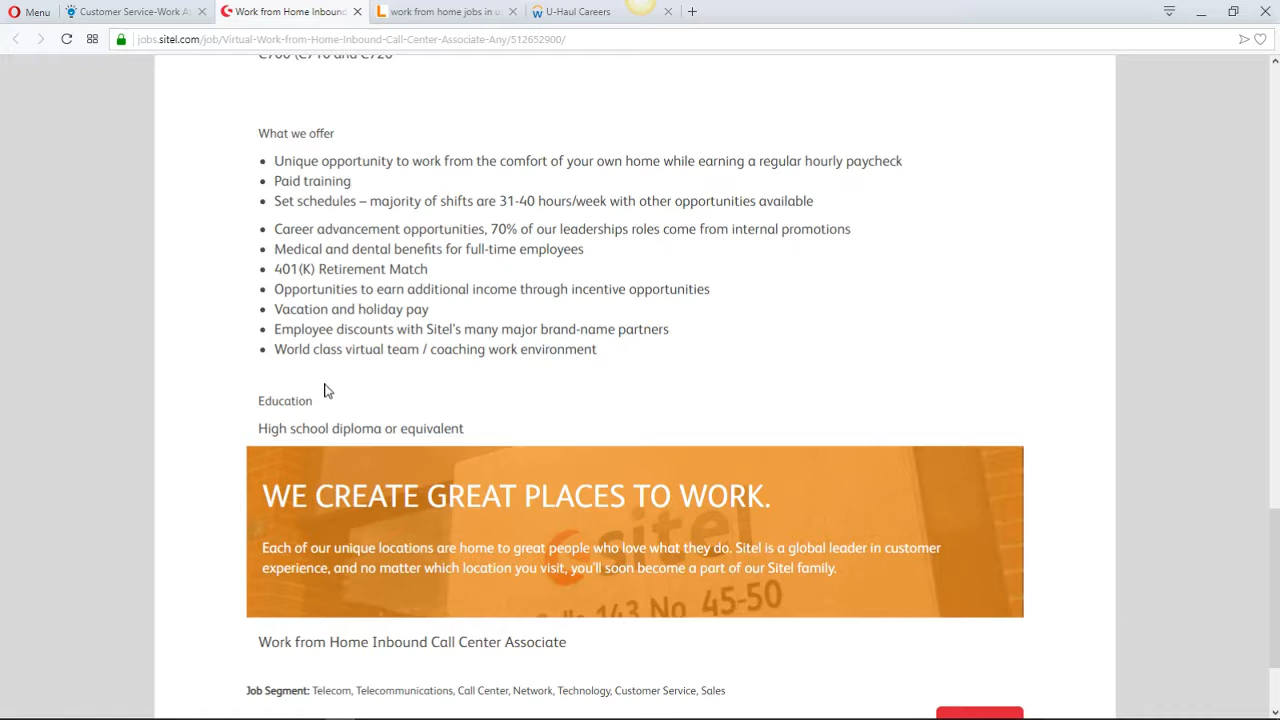 Menu
Customer Service-Work A
Work from Home Inbound
work from home jobs in u
U-Haul Careers
jobs.sitel.com/job/Virtual-Work-from-Home-Inbound-Call-Center-Associate-Any/512652900/
What we offer
Unique opportunity to work from the comfort of your own home while earning a regular hourly paycheck
Paid training
Set schedules – majority of shifts are 31-40 hours/week with other opportunities available
Career advancement opportunities, 70% of our leaderships roles come from internal promotions
Medical and dental benefits for full-time employees
401(K) Retirement Match
Opportunities to earn additional income through incentive opportunities
Vacation and holiday pay
Employee discounts with Sitel's many major brand-name partners
World class virtual team / coaching work environment
Education
High school diploma or equivalent
WE CREATE GREAT PLACES TO WORK.
sitel
Each of our unique locations are home to great people who love what they do. Sitel is a global leader in customer
experience, and no matter which location you visit, you'll soon become a part of our Sitel family.
143 No 45-50
Work from Home Inbound Call Center Associate
Job Segment: Telecom, Telecommunications, Call Center, Network, Technology, Customer Service, Sales